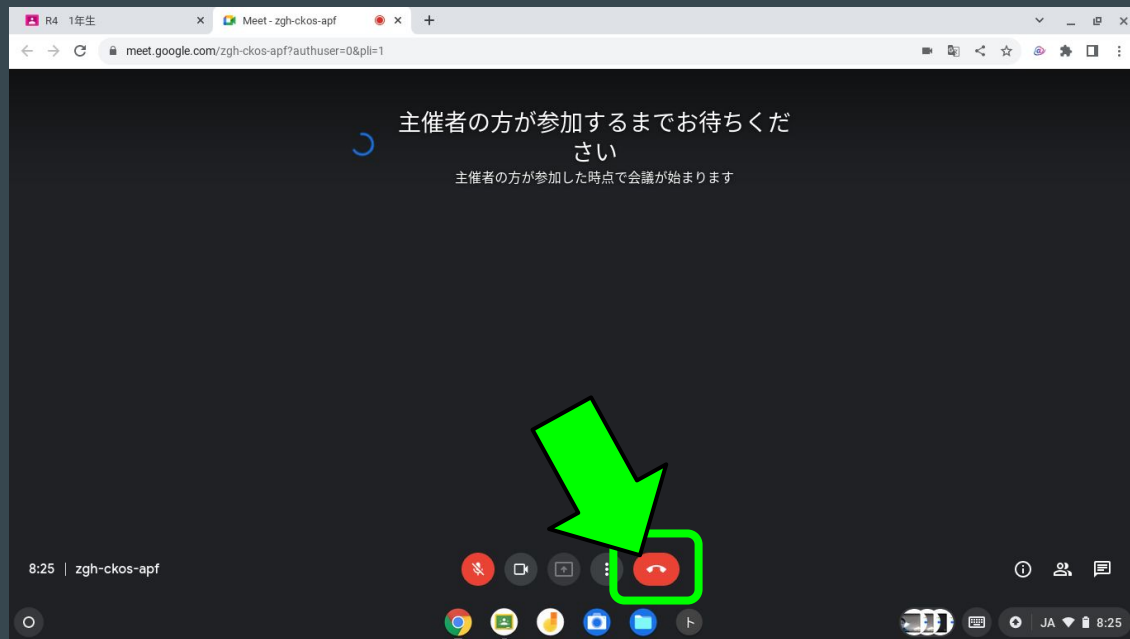 R4 1年生
Meet - zgh-ckos-apf
meet.google.com/zgh-ckos-apf?authuser=0&pli=1
主催者の方が参加するまでお待ちくだ
さい
主催者の方が参加した時点で会議が始まります
8:25 | zgh-ckos-apf
ト
JA
8:25